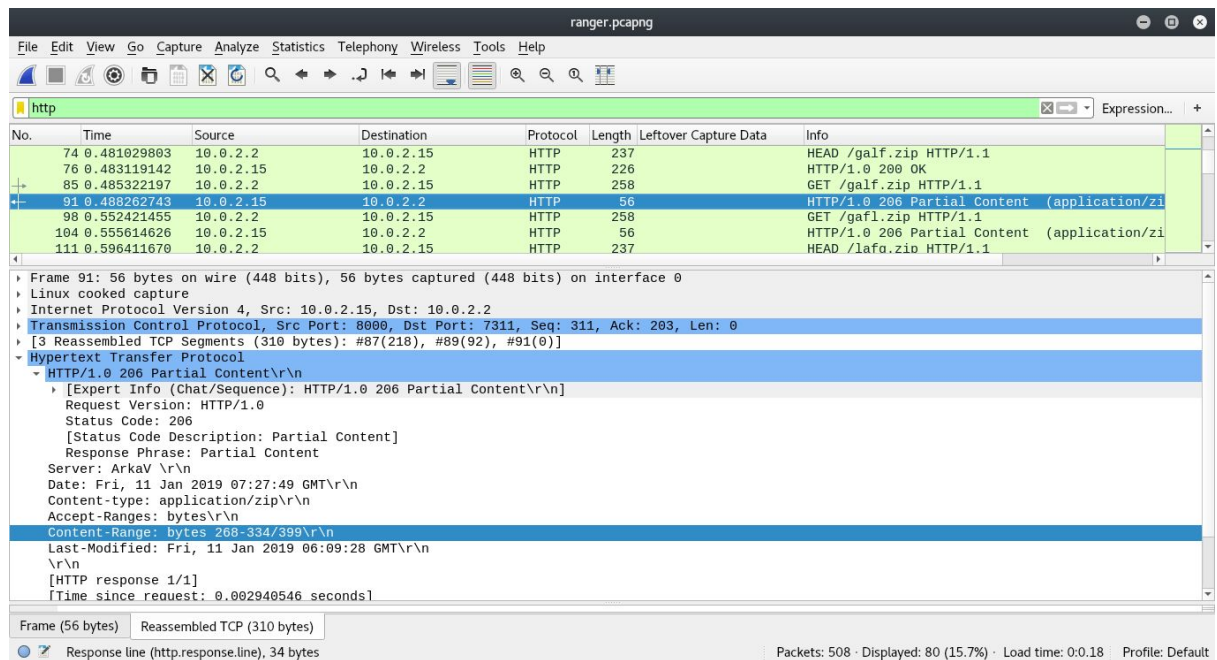 ranger.pcapng
File Edit View Go Capture Analyze Statistics Telephony Wireless Tools Help
http Expression... +
No. Time Source Destination Protocol Length Leftover Capture Data Info
74 0.481029803 10.0.2.2 10.0.2.15 HTTP 237 HEAD /galf.zip HTTP/1.1
76 0.483119142 10.0.2.15 10.0.2.2 HTTP 226 HTTP/1.0 200 OK
85 0.485322197 10.0.2.2 10.0.2.15 HTTP 258 GET /galf.zip HTTP/1.1
91 0.488262743 10.0.2.15 10.0.2.2 HTTP 56 HTTP/1.0 206 Partial Content (application/zi
98 0.552421455 10.0.2.2 10.0.2.15 HTTP 258 GET /gafl.zip HTTP/1.1
104 0.555614626 10.0.2.15 10.0.2.2 HTTP 56 HTTP/1.0 206 Partial Content (application/zi
111 0.596411670 10.0.2.2 10.0.2.15 HTTP 237 HEAD /lafg.zip HTTP/1.1
Frame 91: 56 bytes on wire (448 bits), 56 bytes captured (448 bits) on interface 0
Linux cooked capture
Internet Protocol Version 4, Src: 10.0.2.15, Dst: 10.0.2.2
Transmission Control Protocol, Src Port: 8000, Dst Port: 7311, Seq: 311, Ack: 203, Len: 0
[3 Reassembled TCP Segments (310 bytes): #87(218), #89(92), #91(0)]
Hypertext Transfer Protocol
HTTP/1.0 206 Partial Content\r\n
[Expert Info (Chat/Sequence): HTTP/1.0 206 Partial Content\r\n]
Request Version: HTTP/1.0
Status Code: 206
[Status Code Description: Partial Content]
Response Phrase: Partial Content
Server: ArkaV \r\n
Date: Fri, 11 Jan 2019 07:27:49 GMT\r\n
Content-type: application/zip\r\n
Accept-Ranges: bytes\r\n
Content-Range: bytes 268-334/399\r\n
Last-Modified: Fri, 11 Jan 2019 06:09:28 GMT\r\n
\r\n
[HTTP response 1/1]
[Time since request: 0.002940546 seconds]
Frame (56 bytes) Reassembled TCP (310 bytes)
Response line (http.response.line), 34 bytes Packets: 508 · Displayed: 80 (15.7%) · Load time: 0:0.18 Profile: Default